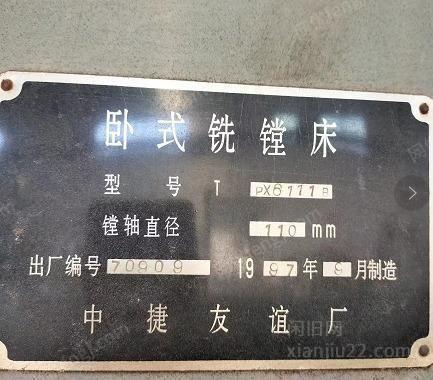 卧式铣镗床
型 号 T PX6111B
镗轴直径 110 mm
出厂编号 70909 1997年9月制造
中捷友谊厂
闲旧网
xianjiu22.com